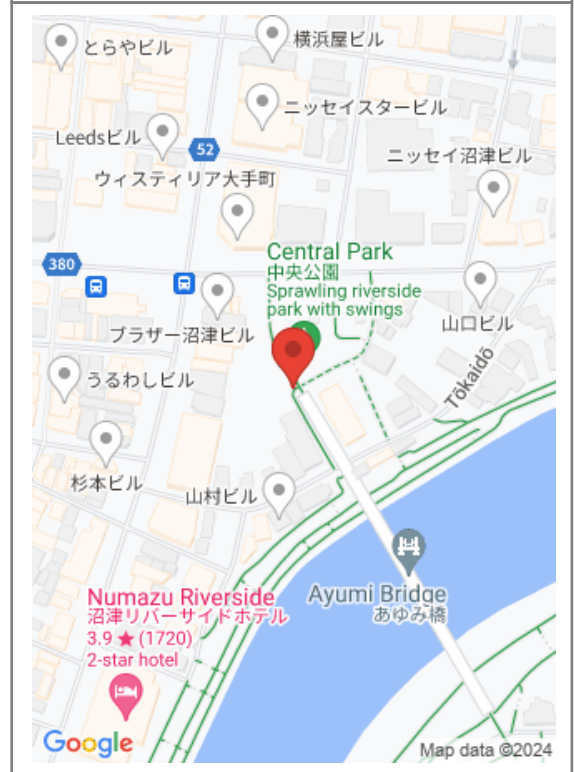 とらやビル
横浜屋ビル
ニッセイスタービル
Leedsビル
52
ニッセイ沼津ビル
ウィスティリア大手町
Central Park
中央公園
Sprawling riverside
park with swings
380
ブラザー沼津ビル
山口ビル
うるわしビル
Tōkaidō
杉本ビル
山村ビル
Ayumi Bridge
あゆみ橋
Numazu Riverside
沼津リバーサイドホテル
3.9 ★ (1720)
2-star hotel
Google
Map data ©2024